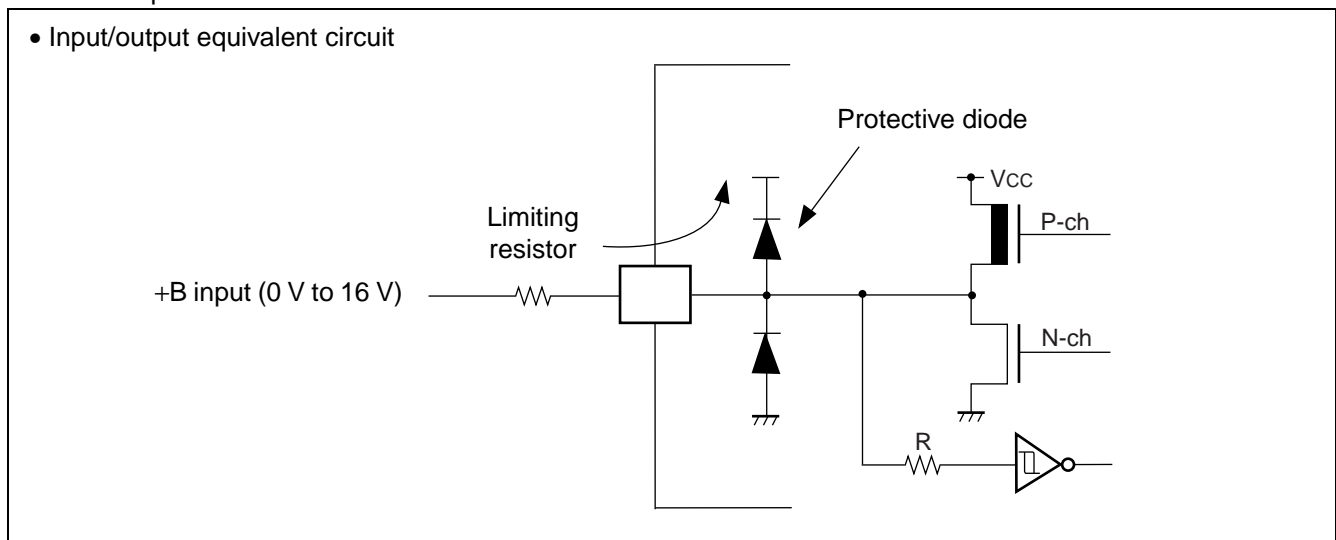 • Input/output equivalent circuit
Protective diode
VCC
Limiting
resistor
P-ch
+B input (0 V to 16 V)
N-ch
R